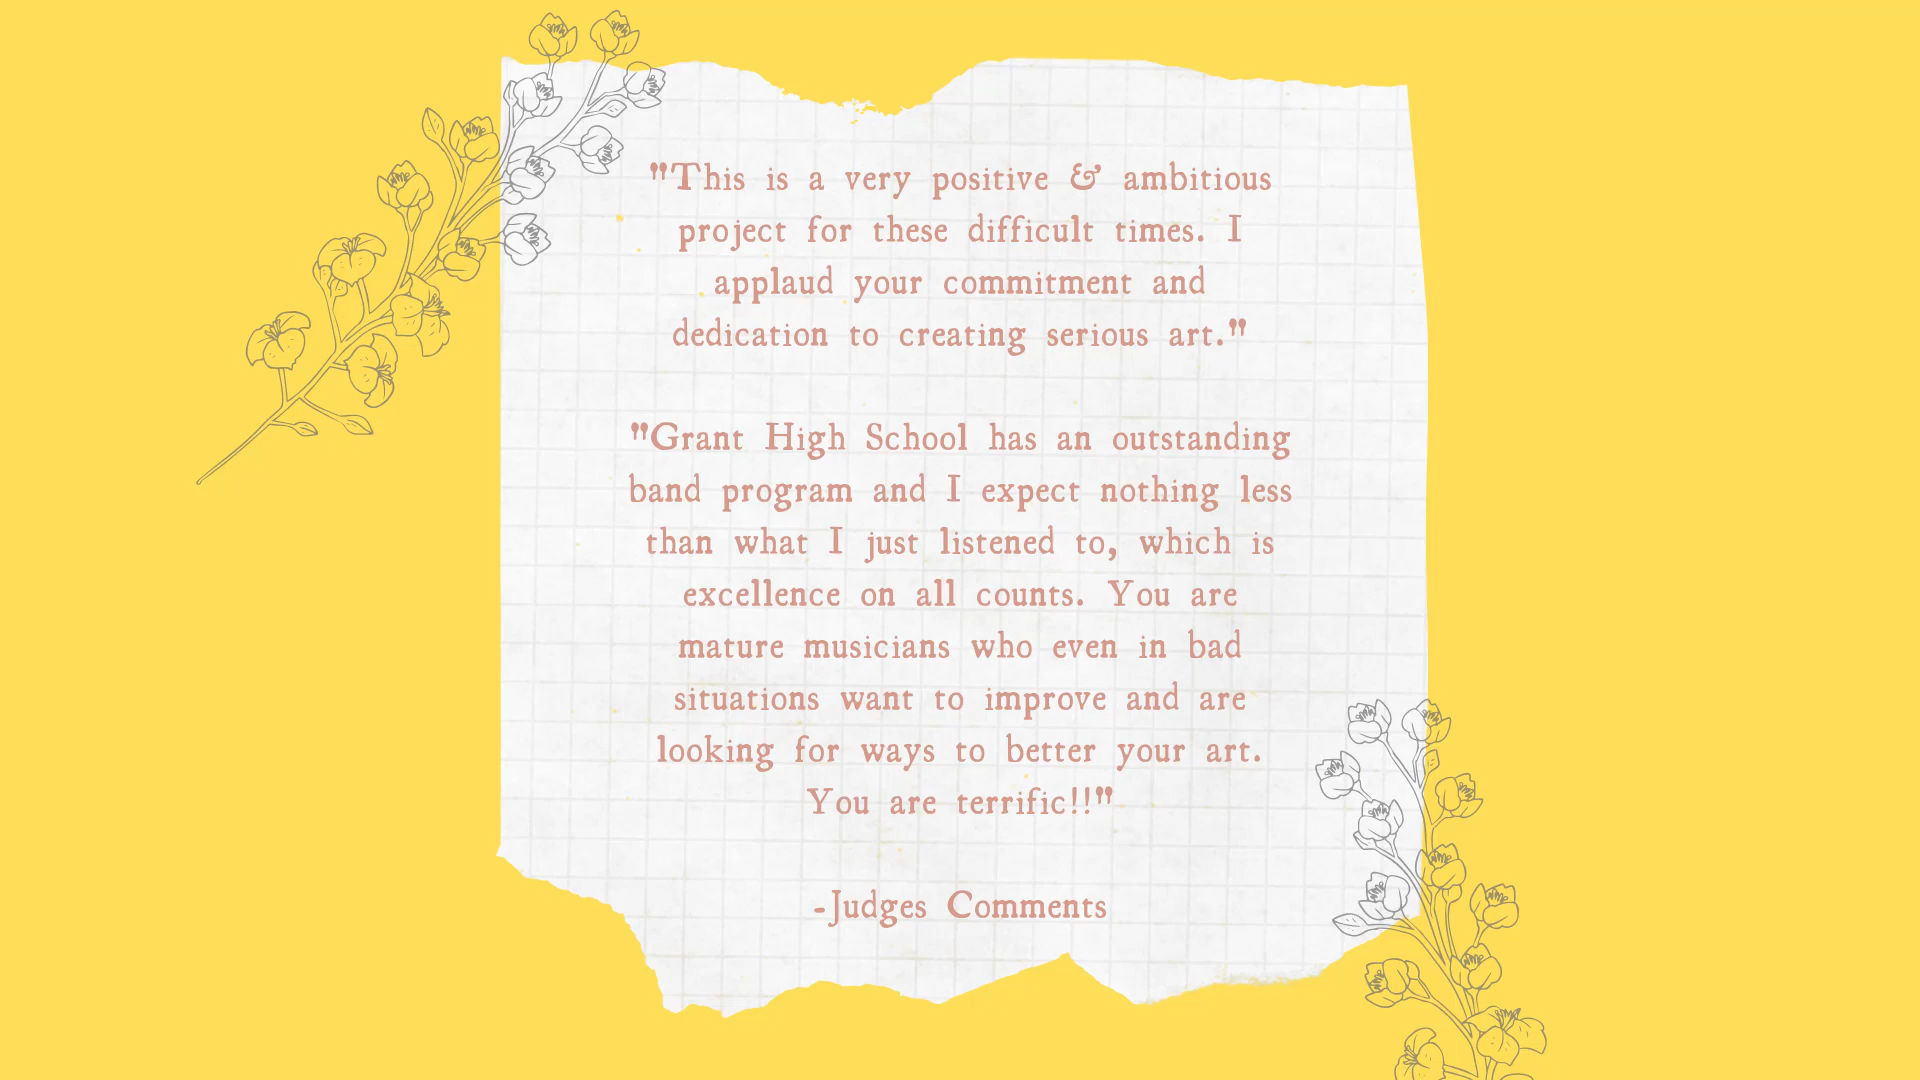 "This is a very positive & ambitious
project for these difficult times. I
applaud your commitment and
dedication to creating serious art."
"Grant High School has an outstanding
band program and I expect nothing less
than what I just listened to, which is
excellence on all counts. You are
mature musicians who even in bad
situations want to improve and are
looking for ways to better your art.
You are terrific!!"
-Judges Comments